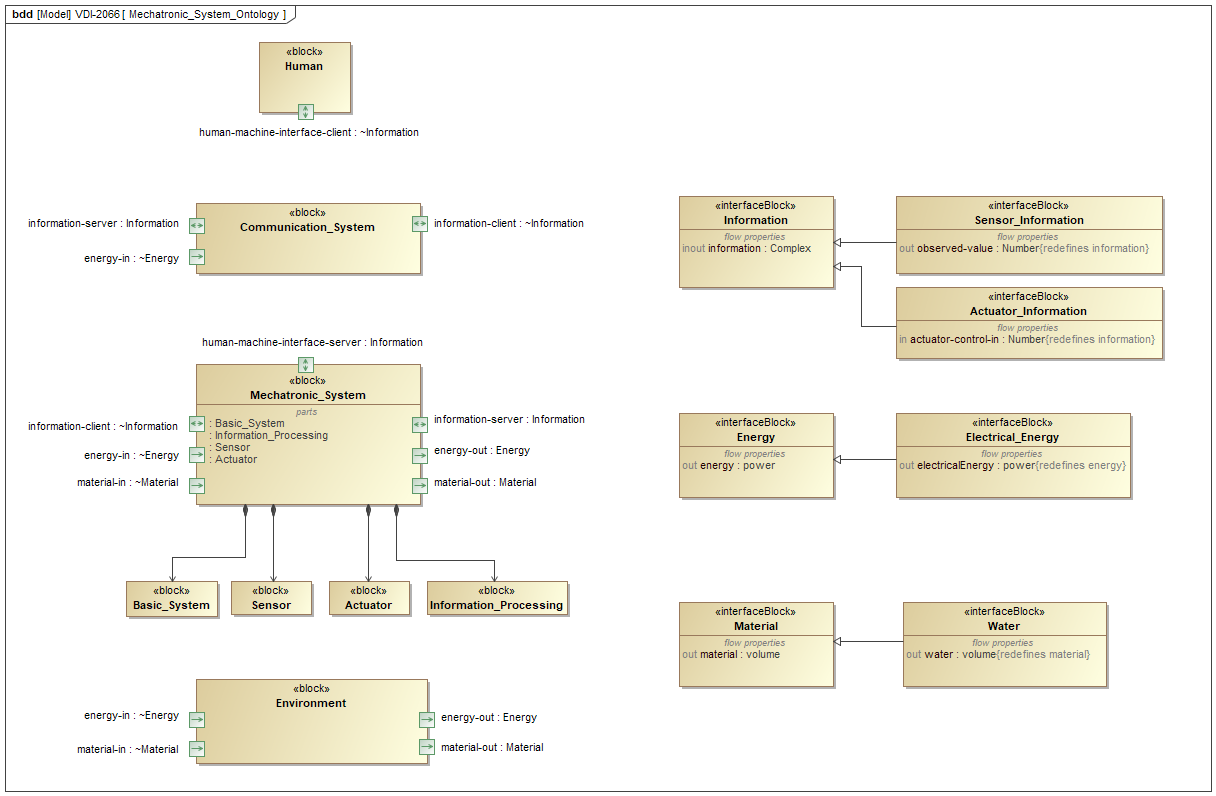 bdd [Model] VDI-2066 [ Mechatronic_System_Ontology ]
«block»
Human
human-machine-interface-client : ~Information
«block»
Communication_System
information-server : Information
energy-in : ~Energy
information-client : ~Information
human-machine-interface-server : Information
«block»
Mechatronic_System
parts
: Basic_System
: Information_Processing
: Sensor
: Actuator
information-client : ~Information
energy-in : ~Energy
material-in : ~Material
information-server : Information
energy-out : Energy
material-out : Material
«block»
Basic_System
«block»
Sensor
«block»
Actuator
«block»
Information_Processing
«block»
Environment
energy-in : ~Energy
material-in : ~Material
energy-out : Energy
material-out : Material
«interfaceBlock»
Information
flow properties
inout information : Complex
«interfaceBlock»
Sensor_Information
flow properties
out observed-value : Number{redefines information}
«interfaceBlock»
Actuator_Information
flow properties
in actuator-control-in : Number{redefines information}
«interfaceBlock»
Energy
flow properties
out energy : power
«interfaceBlock»
Electrical_Energy
flow properties
out electricalEnergy : power{redefines energy}
«interfaceBlock»
Material
flow properties
out material : volume
«interfaceBlock»
Water
flow properties
out water : volume{redefines material}